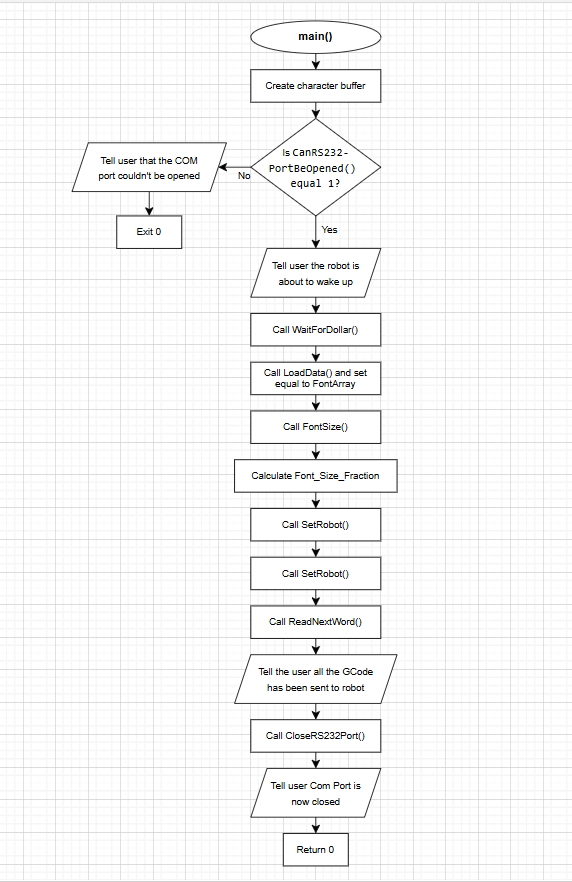 main()
Create character buffer
Is CanRS232-
PortBeOpened()
equal 1?
No
Tell user that the COM
port couldn't be opened
Exit 0
Yes
Tell user the robot is
about to wake up
Call WaitForDollar()
Call LoadData() and set
equal to FontArray
Call FontSize()
Calculate Font_Size_Fraction
Call SetRobot()
Call SetRobot()
Call ReadNextWord()
Tell the user all the GCode
has been sent to robot
Call CloseRS232Port()
Tell user Com Port is
now closed
Return 0